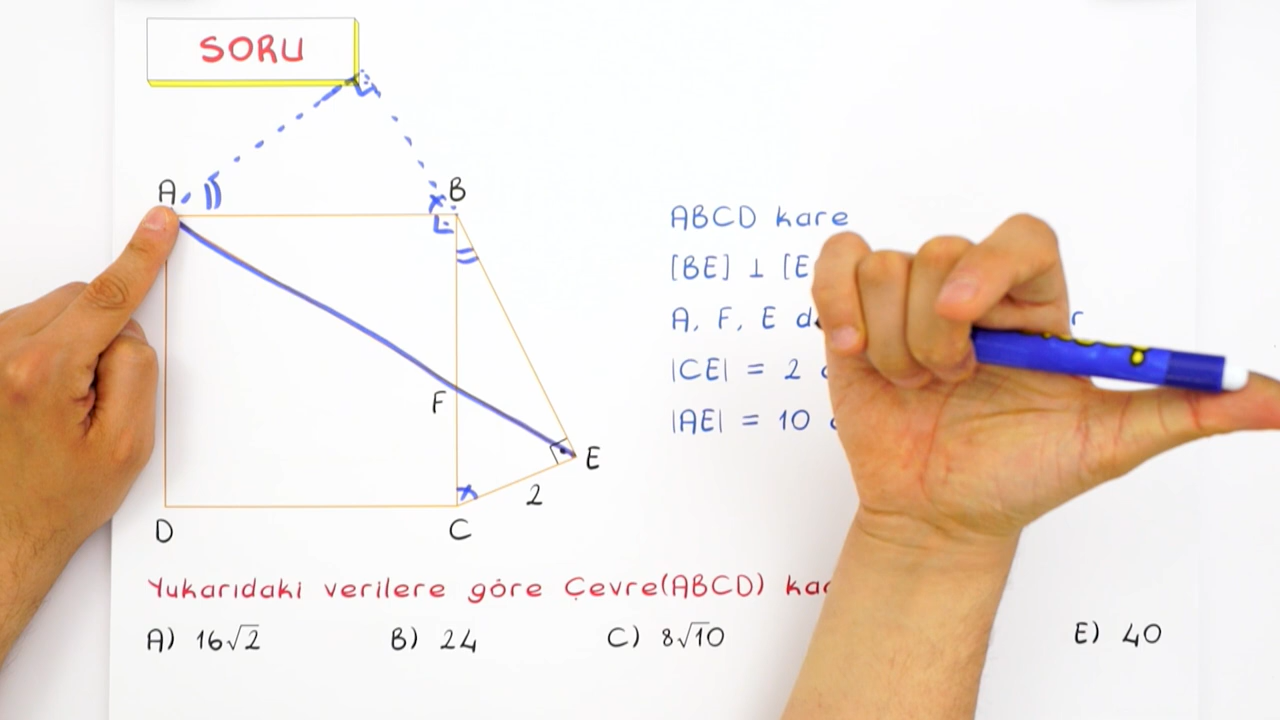 SORU
A
B
ABCD kare
[BE] ⊥ [E
A, F, E
|CE| = 2
|AE| = 10
F
E
2
x
x
D
C
Yukarıdaki verilere göre Çevre(ABCD)
A) 16√2 B) 24 C) 8√10 E) 40